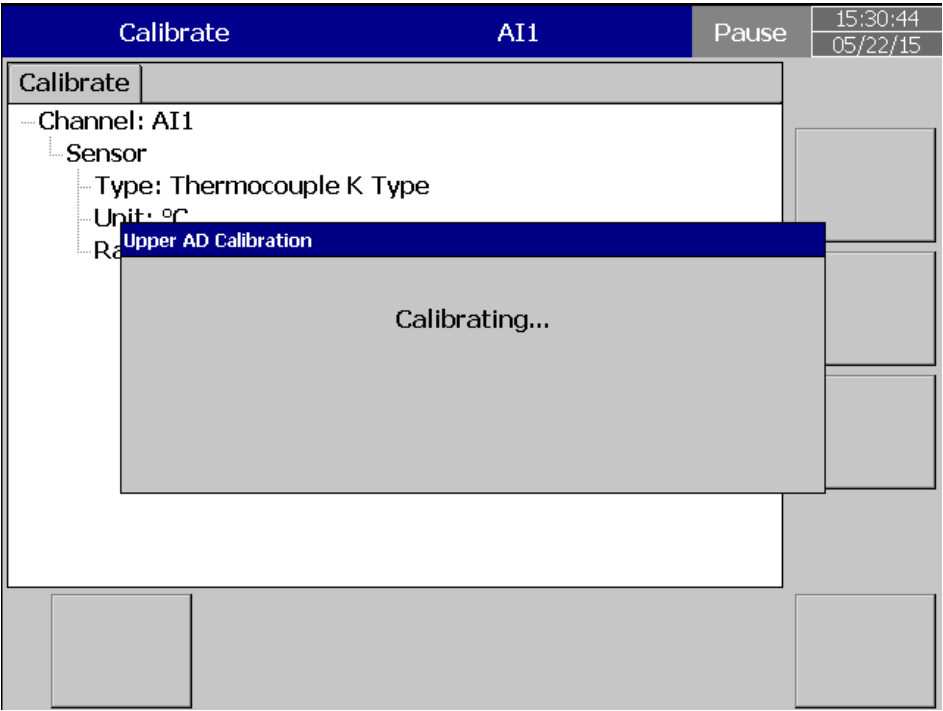 Calibrate AI1 Pause 15:30:44
05/22/15
Calibrate
Channel: AI1
Sensor
Type: Thermocouple K Type
Unit: °C
Upper AD Calibration
Calibrating...